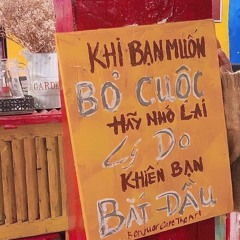 KHI BẠN MUỐN
BỎ CUỘC
HÃY NHỚ LẠI
LÝ DO
KHIẾN BẠN
BẮT ĐẦU